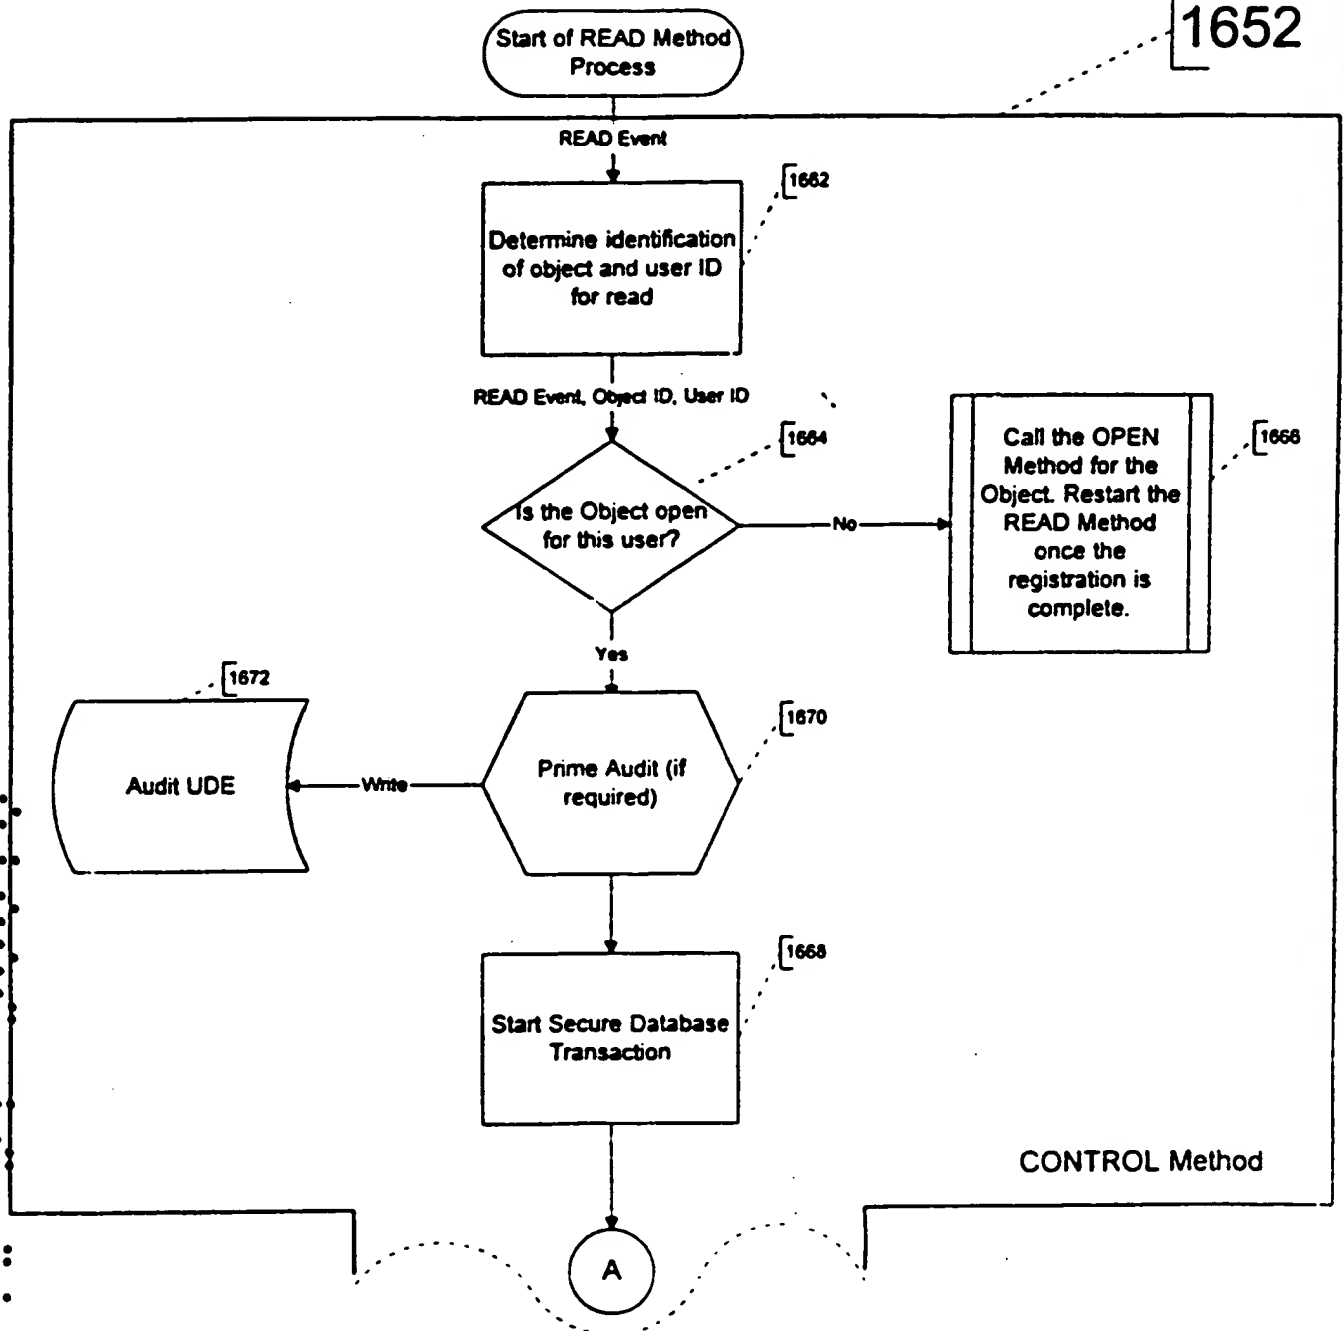 1652
Start of READ Method
Process
READ Event
1662
Determine identification
of object and user ID
for read
READ Event, Object ID, User ID
1664
Is the Object open
for this user?
No
Call the OPEN
Method for the
Object. Restart the
READ Method
once the
registration is
complete.
1666
Yes
1672
Audit UDE
Write
Prime Audit (if
required)
1670
1668
Start Secure Database
Transaction
CONTROL Method
A